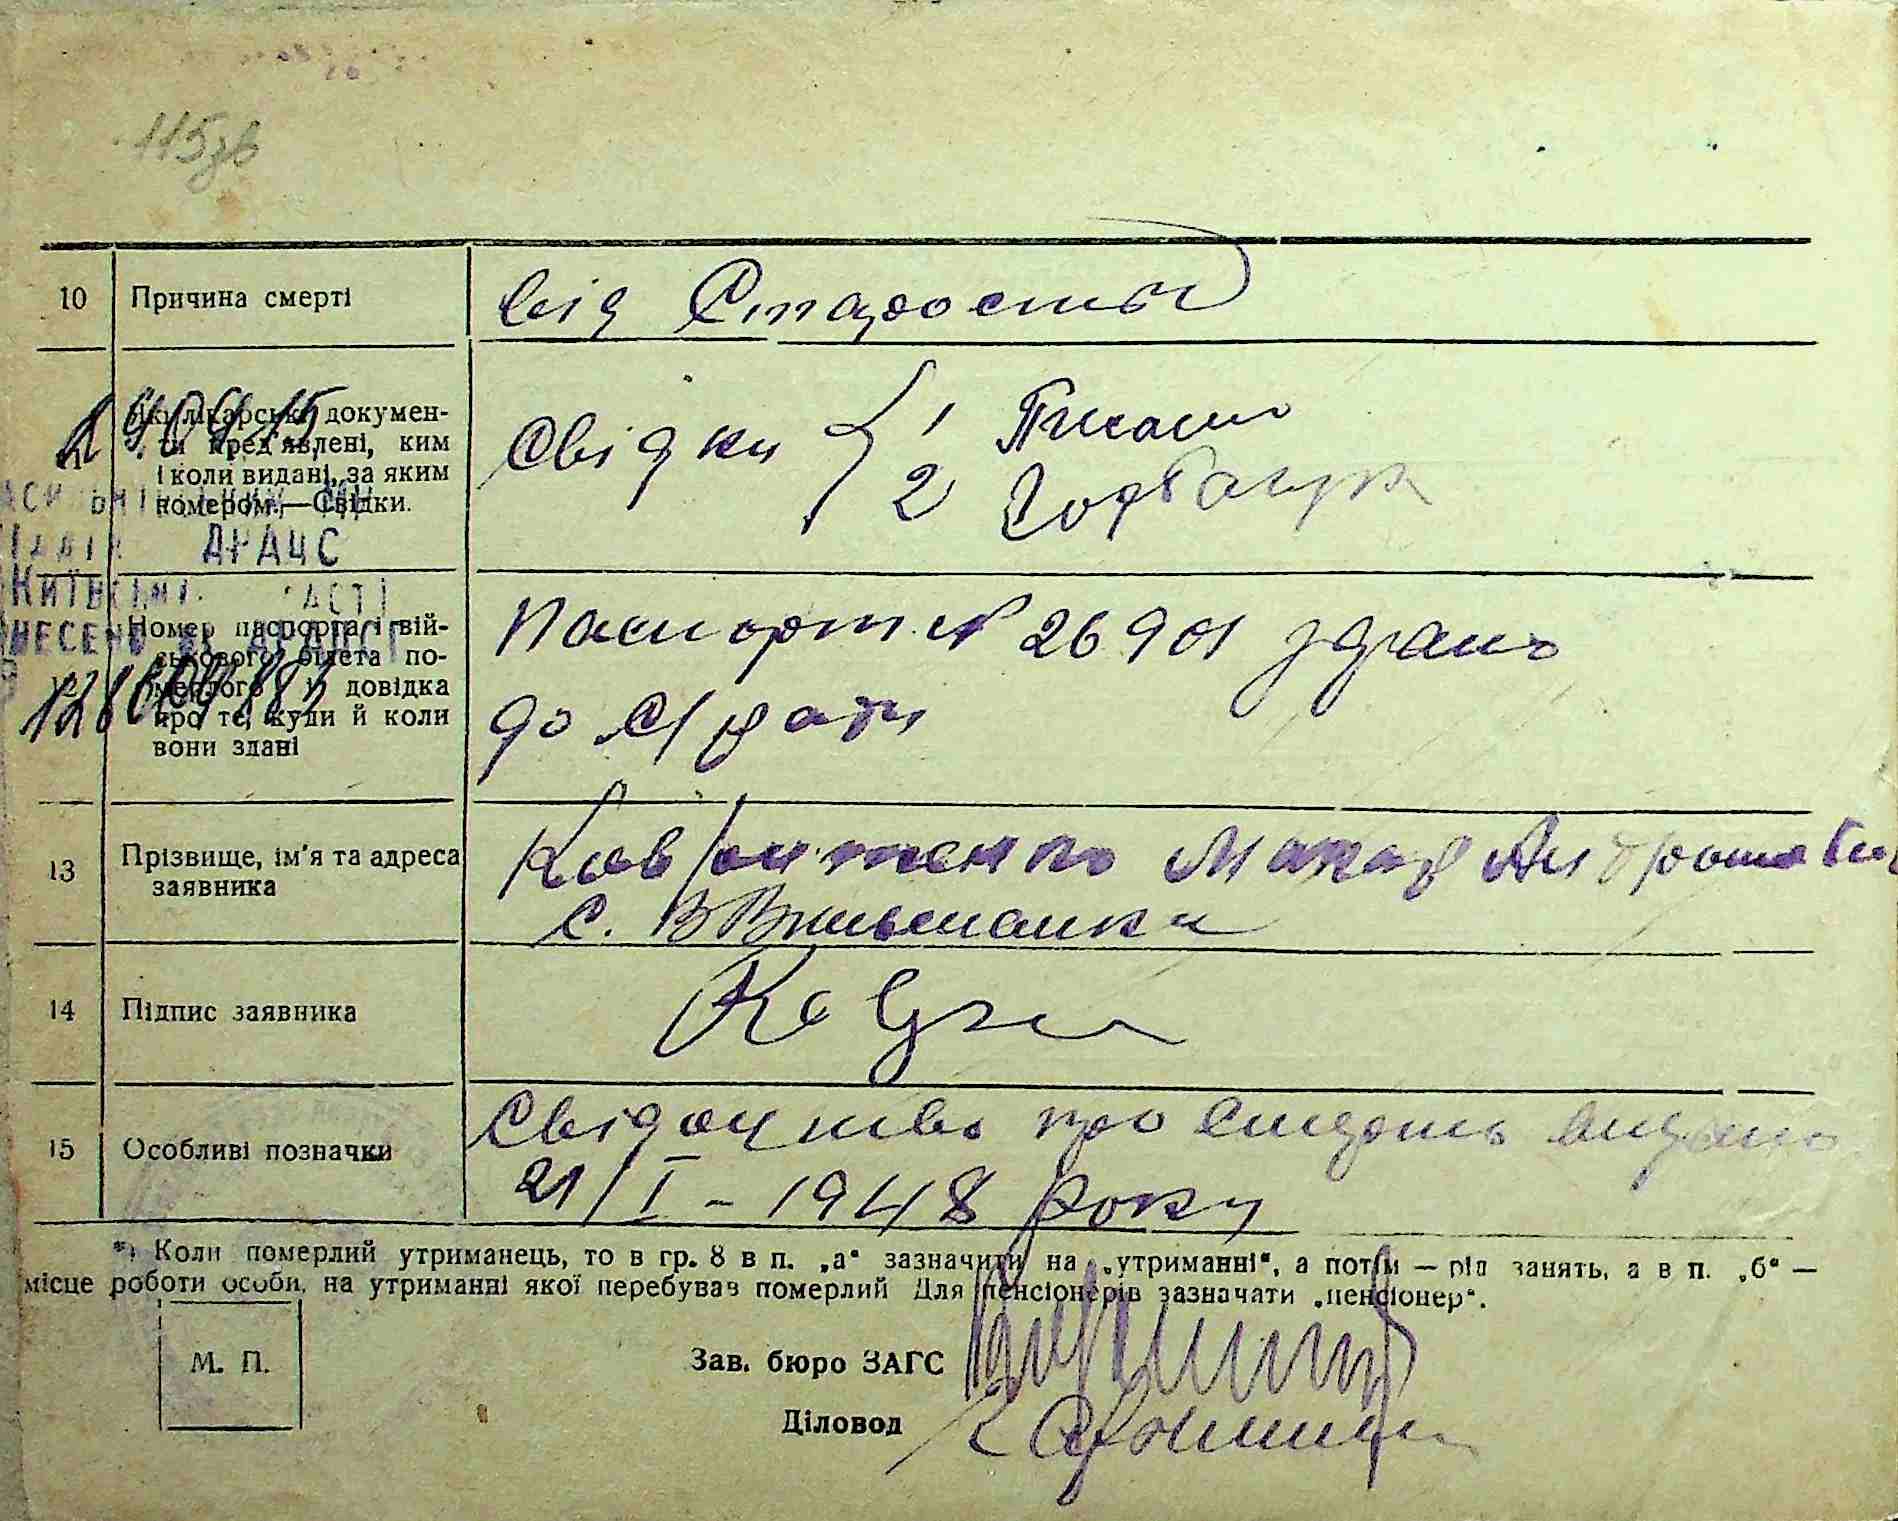 115зв
10 Причина смерті від Старости
11 Які лікарські докумен-
ти пред'явлені, ким
і коли видані, за яким
номером.—Свідки.
Свідки 1
2 Горбачук
ДРАЦС
12 Номер паспорта і вій-
ськового білета по-
мерлого і довідка
про те, куди й коли
вони здані
Паспорт № 26901 здано
до с/ради
13 Прізвище, ім'я та адреса
заявника
Макар
с. В Вильшанка
14 Підпис заявника
15 Особливі позначки
Свідоцтво про смерть видано
21/I - 1948 року
*) Коли померлий утриманець, то в гр. 8 в п. „а“ зазначити на „утриманні“, а потім — рід занять, а в п. „б“ —
місце роботи особи, на утриманні якої перебував померлий Для пенсіонерів зазначати „пенсіонер“.
М. П.
Зав. бюро ЗАГС
Діловод